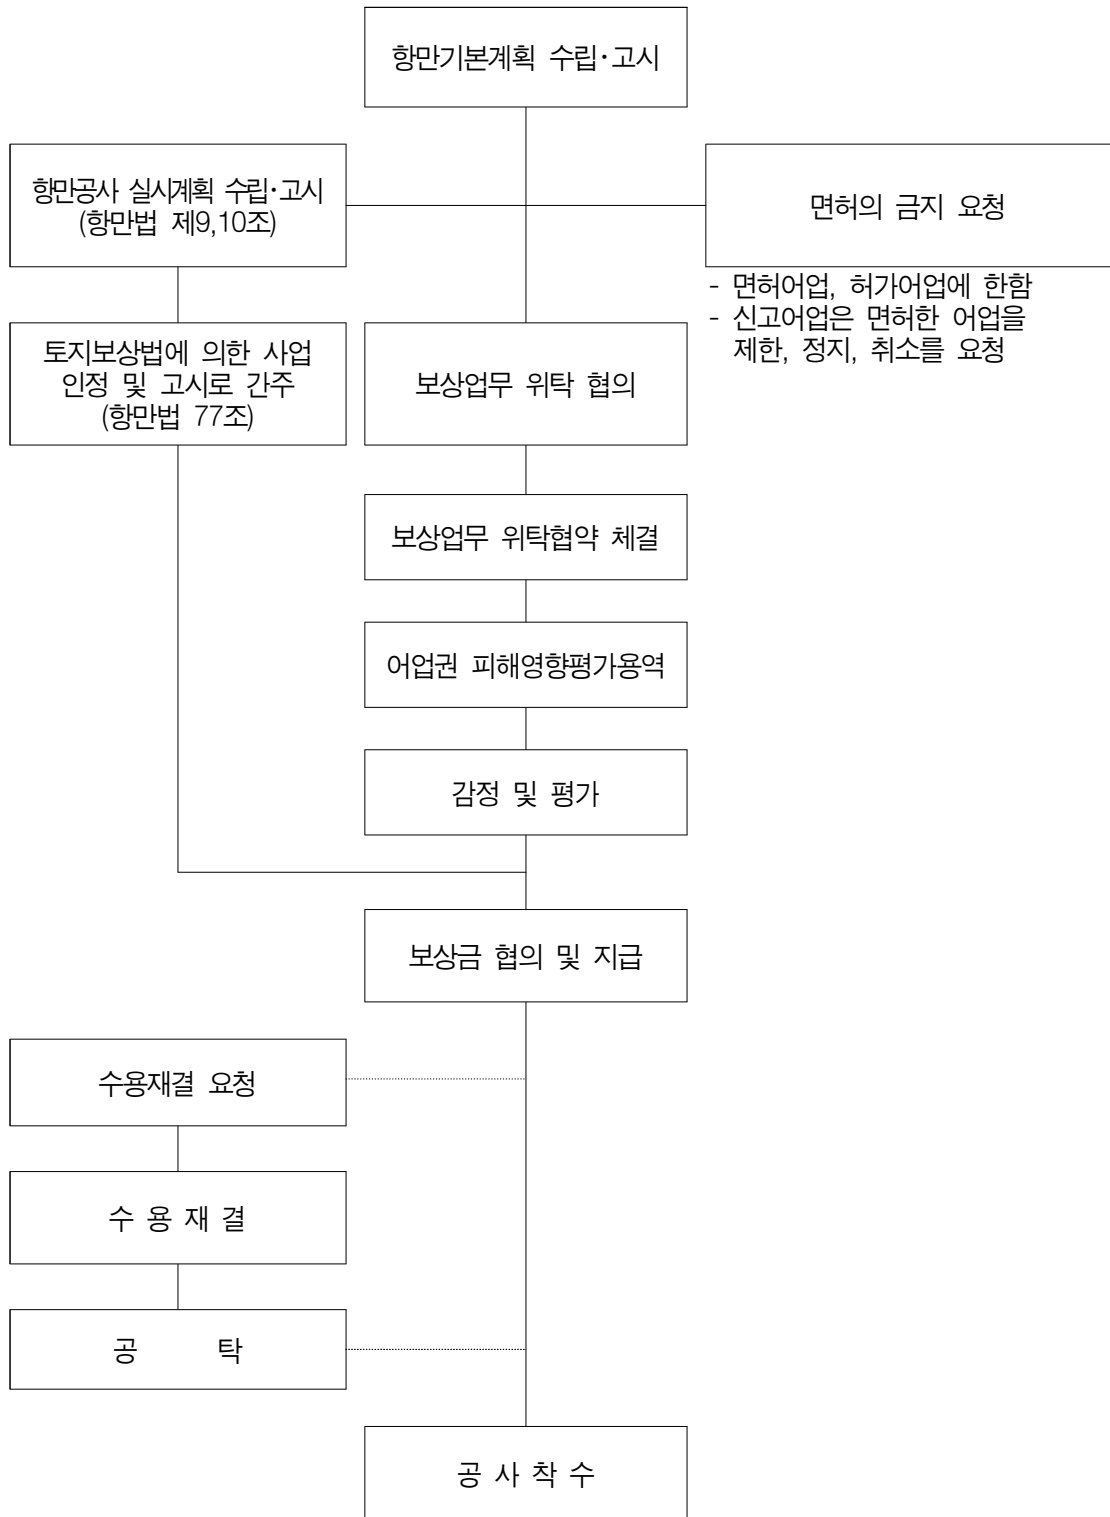 항만기본계획 수립·고시
항만공사 실시계획 수립·고시
(항만법 제9,10조)
면허의 금지 요청
- 면허어업, 허가어업에 한함
- 신고어업은 면허한 어업을
제한, 정지, 취소를 요청
토지보상법에 의한 사업
인정 및 고시로 간주
(항만법 77조)
보상업무 위탁 협의
보상업무 위탁협약 체결
어업권 피해영향평가용역
감정 및 평가
보상금 협의 및 지급
수용재결 요청
수 용 재 결
공 탁
공 사 착 수